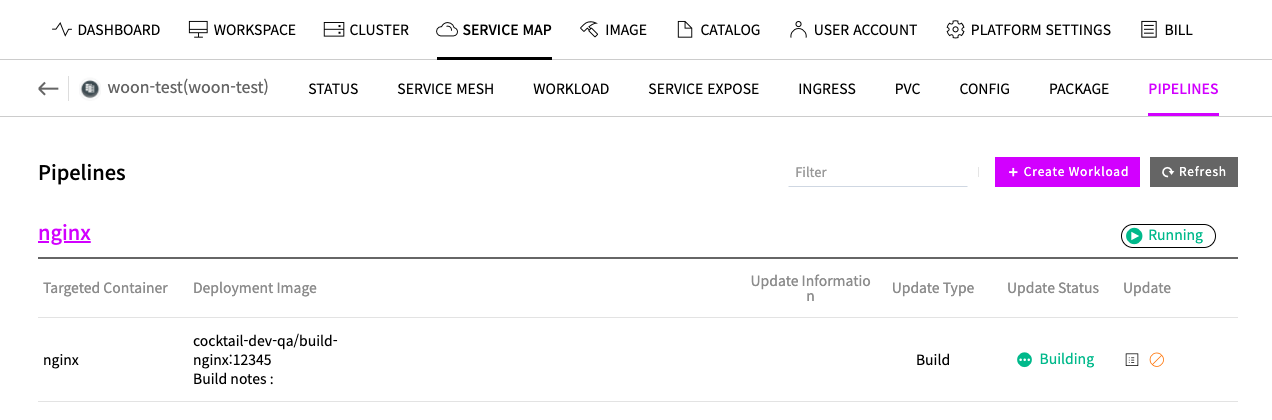 DASHBOARD WORKSPACE CLUSTER SERVICE MAP IMAGE CATALOG USER ACCOUNT PLATFORM SETTINGS BILL
woon-test(woon-test) STATUS SERVICE MESH WORKLOAD SERVICE EXPOSE INGRESS PVC CONFIG PACKAGE PIPELINES
Pipelines Filter + Create Workload Refresh
nginx Running
Targeted Container Deployment Image Update Informatio
n Update Type Update Status Update
cocktail-dev-qa/build-
nginx nginx:12345 Build Building
Build notes :